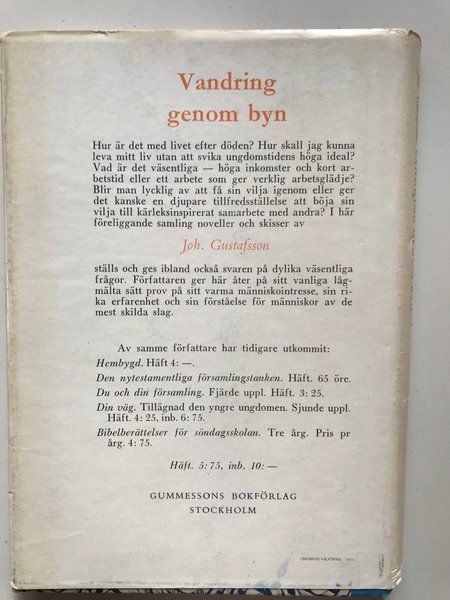 Vandring
genom byn
Hur är det med livet efter döden? Hur skall jag kunna
leva mitt liv utan att svika ungdomstidens höga ideal?
Vad är det väsentliga — höga inkomster och kort ar-
betstid eller ett arbete som ger verklig arbetsglädje?
Blir man lycklig av att få sin vilja igenom eller ger
det kanske en djupare tillfredsställelse att böja sin
vilja till kärleksinspirerat samarbete med andra? I här
föreliggande samling noveller och skisser av
Joh. Gustafsson
ställs och ges ibland också svaren på dylika väsentliga
frågor. Författaren ger här åter på sitt vanliga låg-
mälta sätt prov på sitt varma människointresse, sin ri-
ka erfarenhet och sin förståelse för människor av de
mest skilda slag.
Av samme författare har tidigare utkommit:
Hembygd. Häft 4: —.
Den nytestamentliga församlingstanken. Häft. 65 öre.
Du och din församling. Fjärde uppl. Häft. 3: 25.
Din väg. Tillägnad den yngre ungdomen. Sjunde uppl.
Häft. 4: 25, inb. 6: 75.
Bibelberättelser för söndagsskolan. Tre årg. Pris pr
årg. 4: 75.
Häft. 5: 75, inb. 10: —
GUMMESSONS BOKFÖRLAG
STOCKHOLM